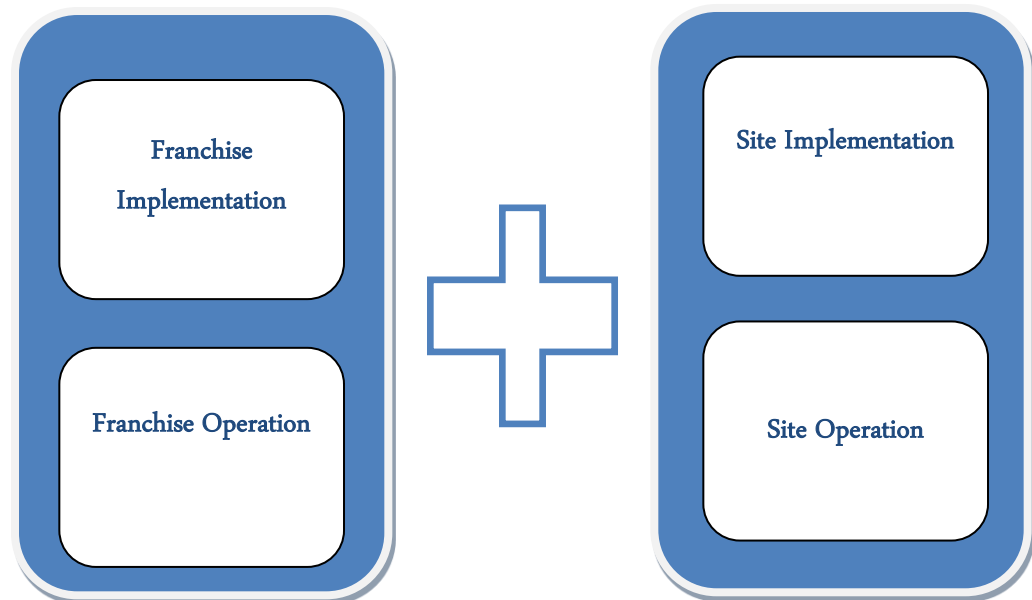 Franchise
Implementation
Franchise Operation
Site Implementation
Site Operation